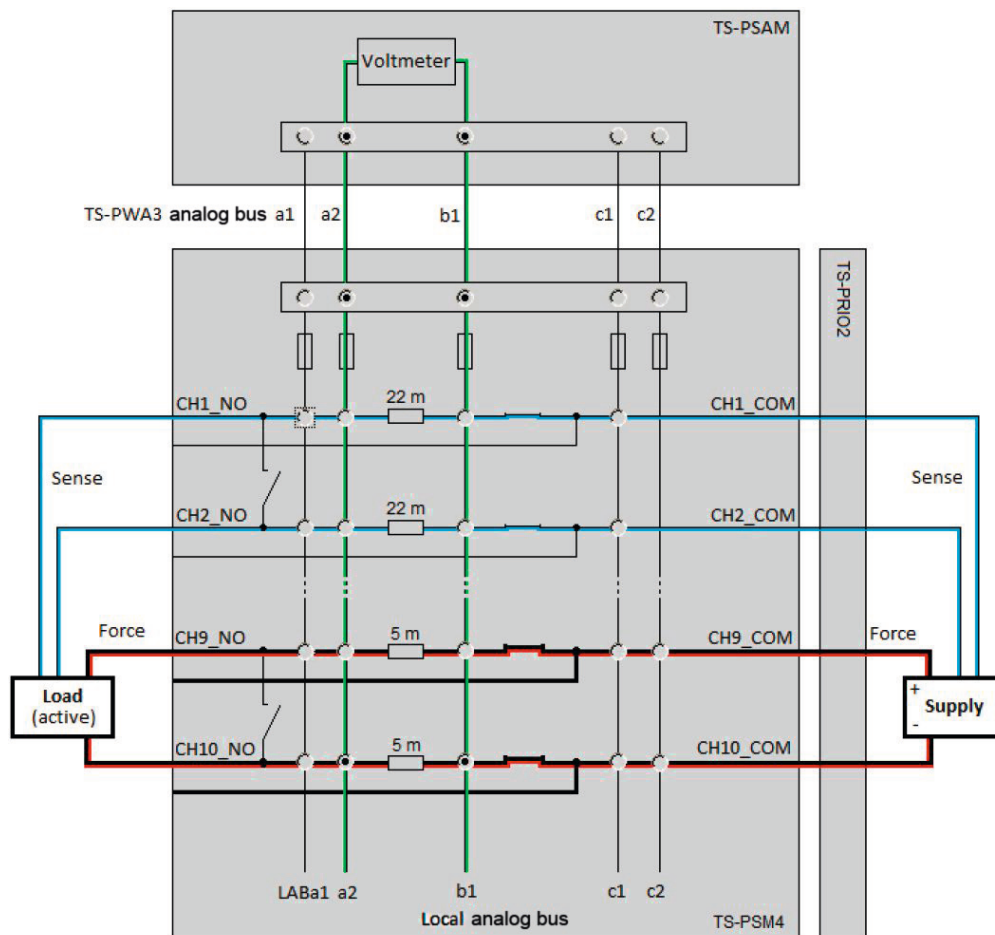 TS-PSAM
Voltmeter
TS-PWA3 analog bus a1 a2 b1 c1 c2
TS-PRIO2
CH1_NO 22 m CH1_COM
Sense Sense
CH2_NO 22 m CH2_COM
Force CH9_NO 5 m CH9_COM Force
Load
(active)
+
Supply
-
CH10_NO 5 m CH10_COM
LABa1 a2 b1 c1 c2
Local analog bus
TS-PSM4